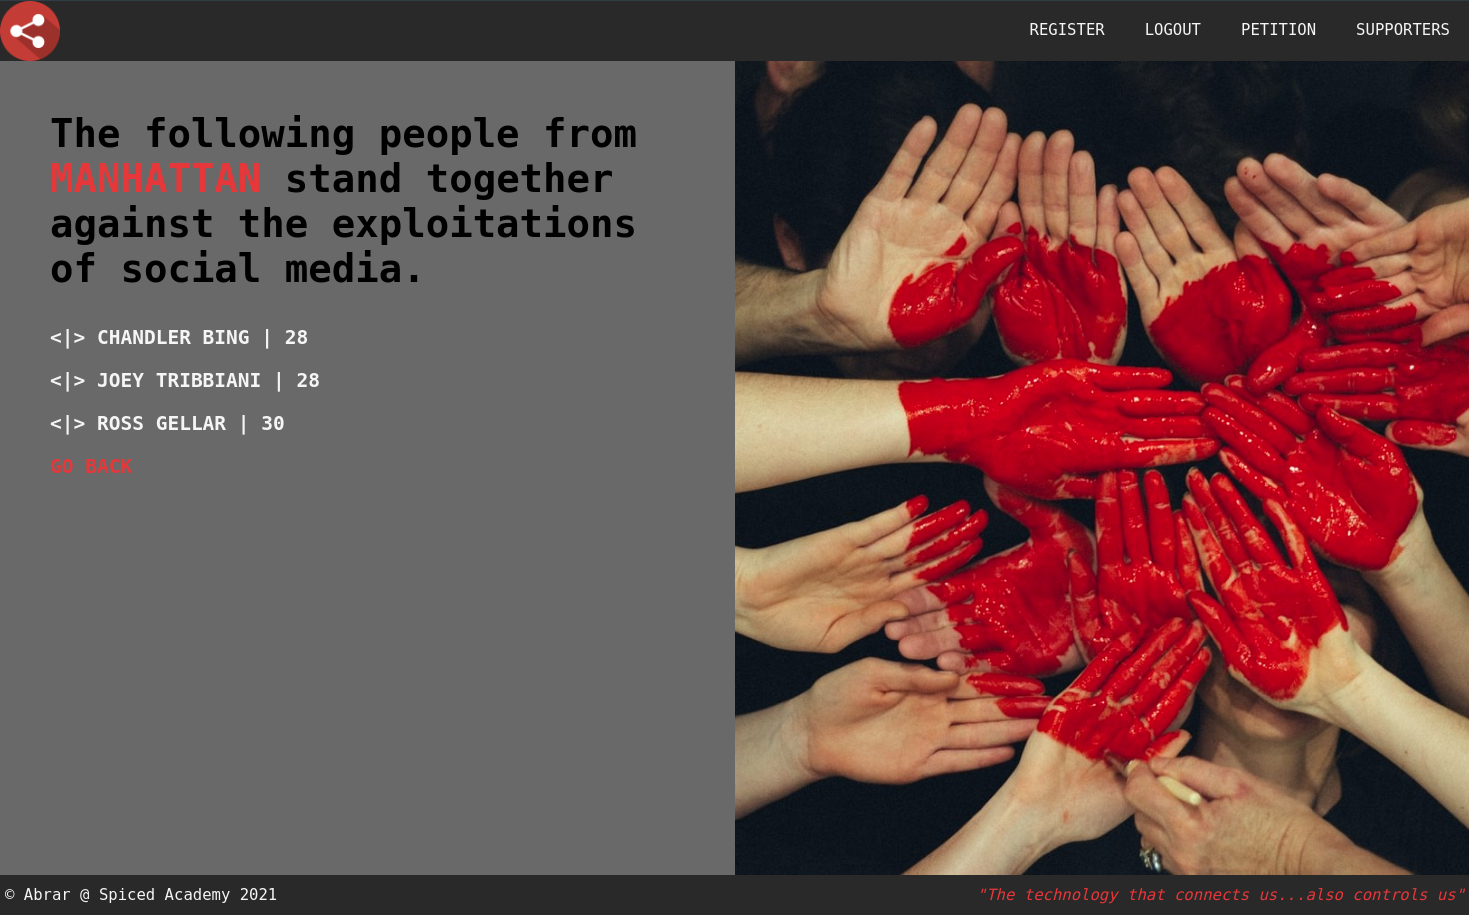 REGISTER LOGOUT PETITION SUPPORTERS
The following people from
MANHATTAN stand together
against the exploitations
of social media.
<|> CHANDLER BING | 28
<|> JOEY TRIBBIANI | 28
<|> ROSS GELLAR | 30
GO BACK
© Abrar @ Spiced Academy 2021
"The technology that connects us...also controls us"